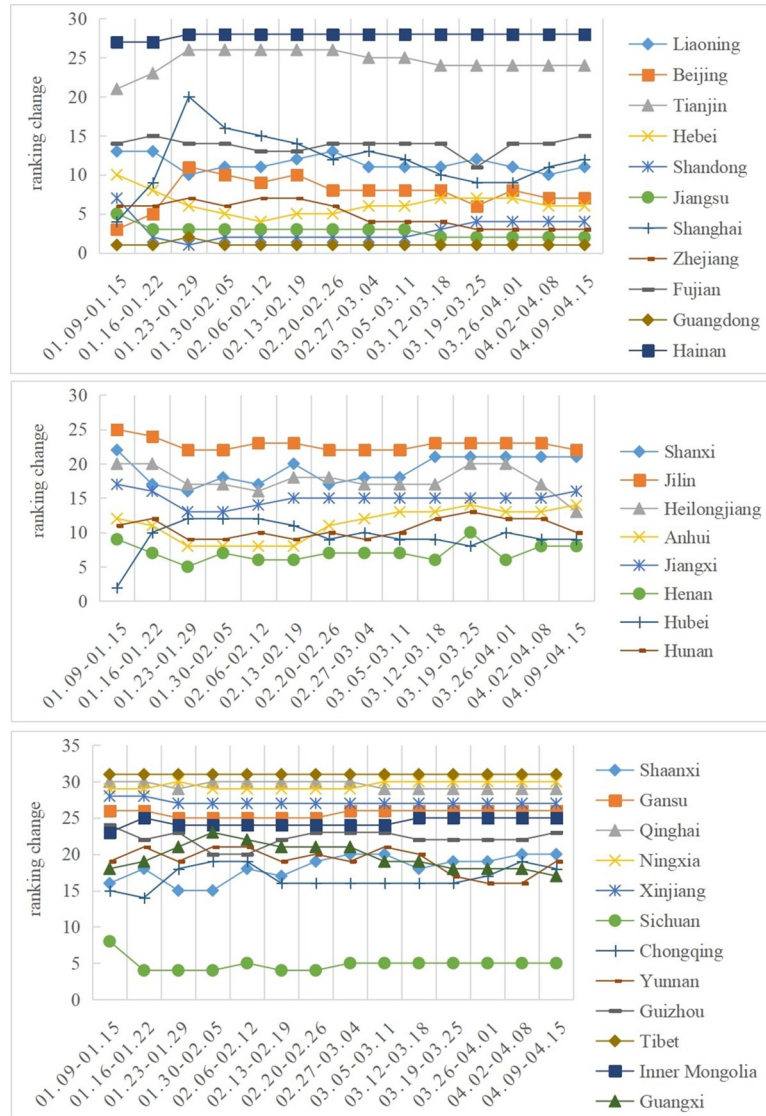 30
25
20
15
10
5
0
ranking change
01.09-01.15
01.16-01.22
01.23-01.29
01.30-02.05
02.06-02.12
02.13-02.19
02.20-02.26
02.27-03.04
03.05-03.11
03.12-03.18
03.19-03.25
03.26-04.01
04.02-04.08
04.09-04.15
Liaoning
Beijing
Tianjin
Hebei
Shandong
Jiangsu
Shanghai
Zhejiang
Fujian
Guangdong
Hainan
30
25
20
15
10
5
0
ranking change
01.09-01.15
01.16-01.22
01.23-01.29
01.30-02.05
02.06-02.12
02.13-02.19
02.20-02.26
02.27-03.04
03.05-03.11
03.12-03.18
03.19-03.25
03.26-04.01
04.02-04.08
04.09-04.15
Shanxi
Jilin
Heilongjiang
Anhui
Jiangxi
Henan
Hubei
Hunan
35
30
25
20
15
10
5
0
ranking change
01.09-01.15
01.16-01.22
01.23-01.29
01.30-02.05
02.06-02.12
02.13-02.19
02.20-02.26
02.27-03.04
03.05-03.11
03.12-03.18
03.19-03.25
03.26-04.01
04.02-04.08
04.09-04.15
Shaanxi
Gansu
Qinghai
Ningxia
Xinjiang
Sichuan
Chongqing
Yunnan
Guizhou
Tibet
Inner Mongolia
Guangxi